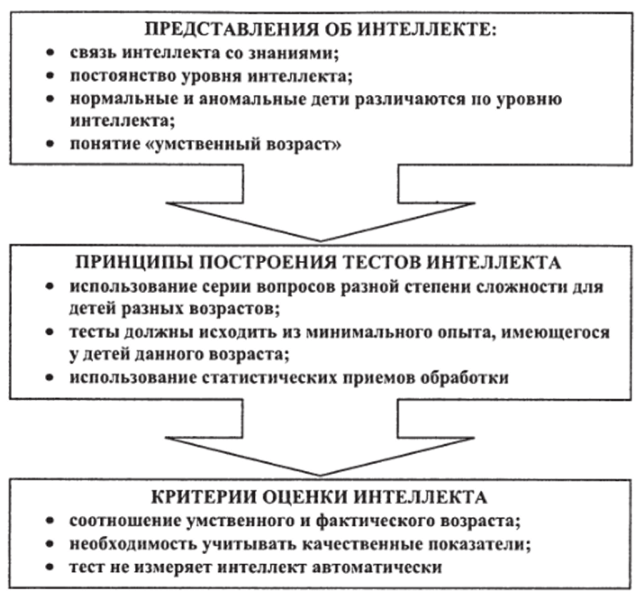 ПРЕДСТАВЛЕНИЯ ОБ ИНТЕЛЛЕКТЕ:
• связь интеллекта со знаниями;
• постоянство уровня интеллекта;
• нормальные и аномальные дети различаются по уровню
интеллекта;
• понятие «умственный возраст»
ПРИНЦИПЫ ПОСТРОЕНИЯ ТЕСТОВ ИНТЕЛЛЕКТА
• использование серии вопросов разной степени сложности для
детей разных возрастов;
• тесты должны исходить из минимального опыта, имеющегося
у детей данного возраста;
• использование статистических приемов обработки
КРИТЕРИИ ОЦЕНКИ ИНТЕЛЛЕКТА
• соотношение умственного и фактического возраста;
• необходимость учитывать качественные показатели;
• тест не измеряет интеллект автоматически